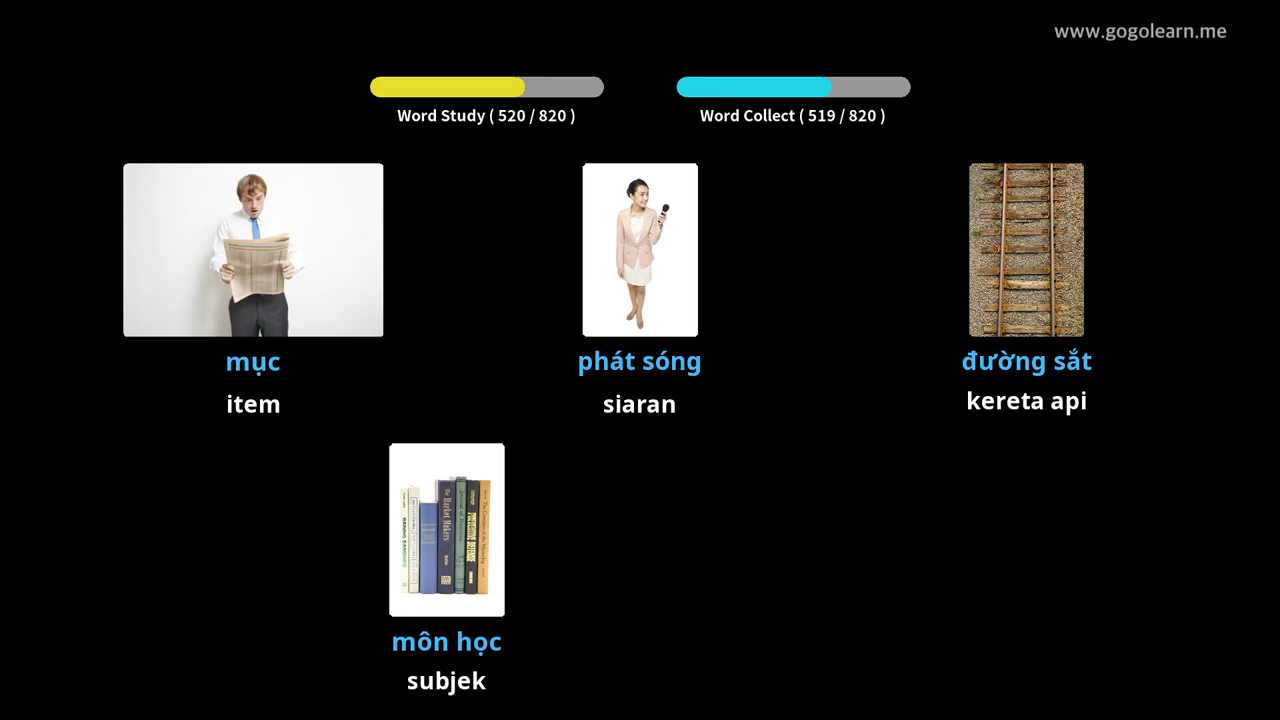 www.gogolearn.me
Word Study ( 520 / 820 )
Word Collect ( 519 / 820 )
mục
phát sóng
đường sắt
item
siaran
kereta api
môn học
subjek